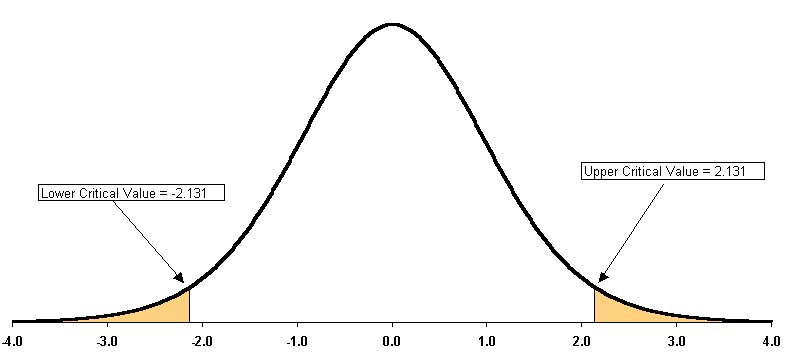 Upper Critical Value = 2.131
Lower Critical Value = -2.131
-4.0 -3.0 -2.0 -1.0 0.0 1.0 2.0 3.0 4.0